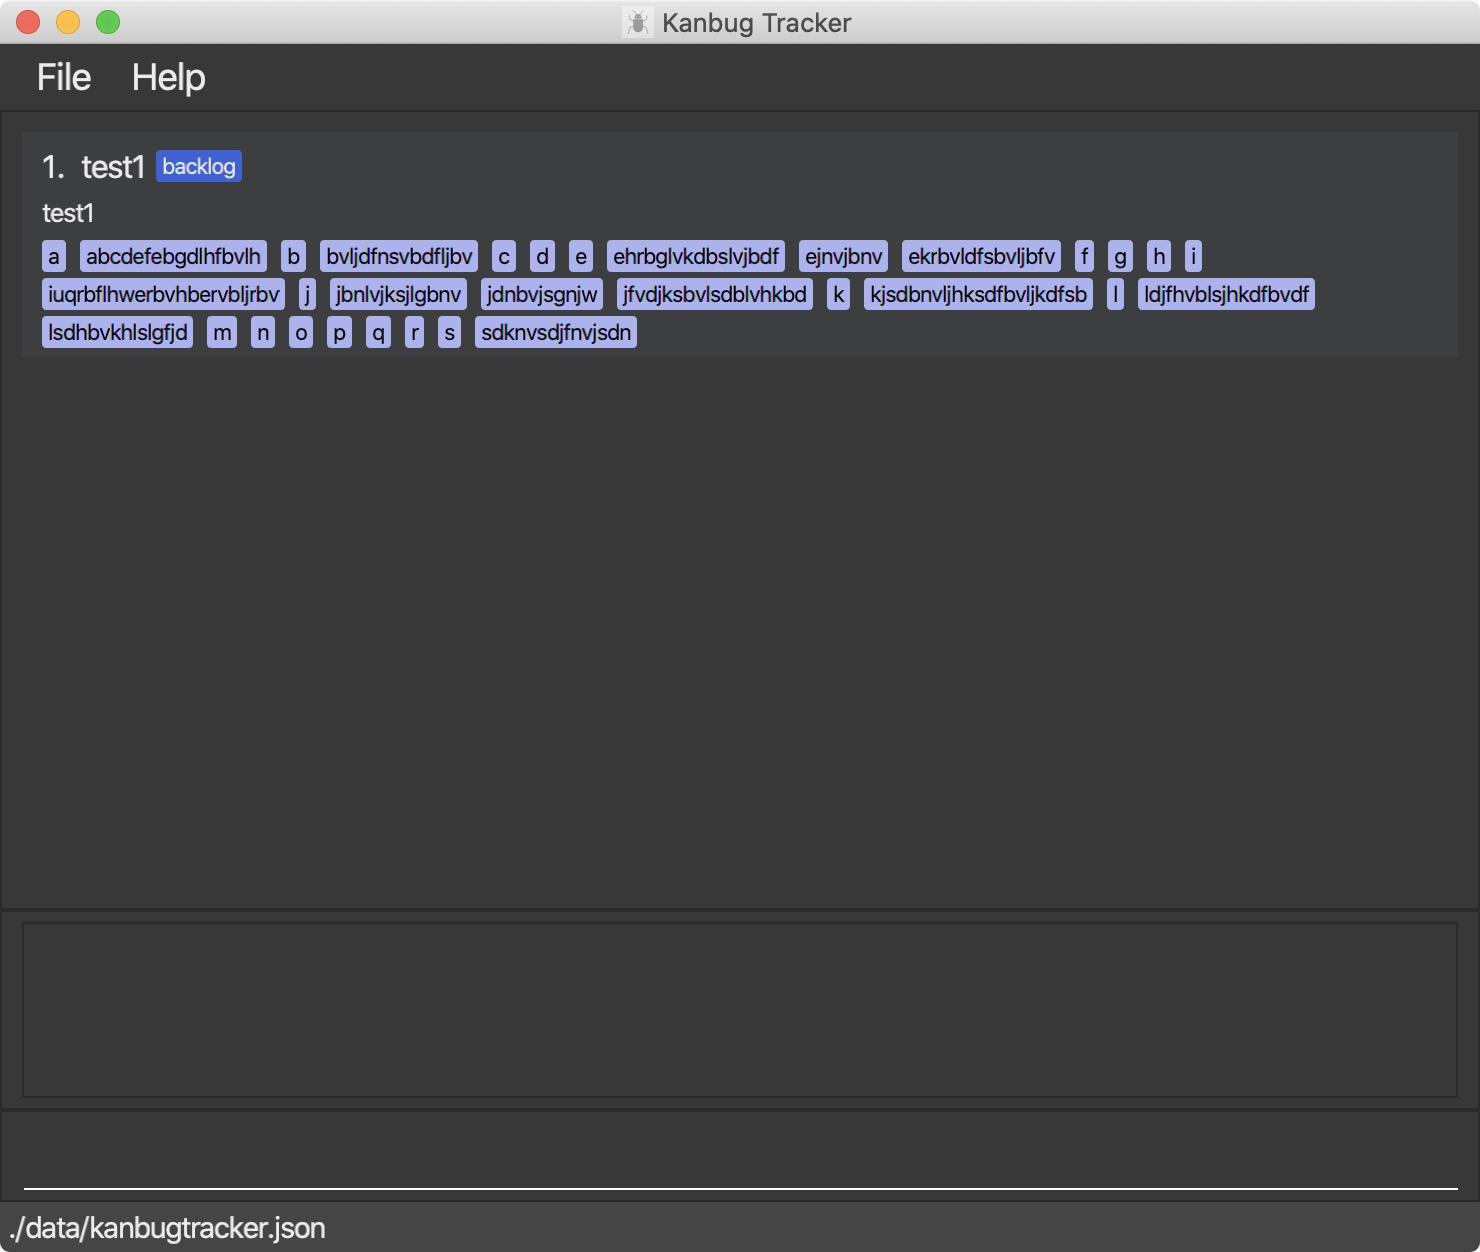 Kanbug Tracker
File Help
1. test1 backlog
test1
a abcdefebgdlhfbvlh b bvljdfnsvbdfljbv c d e ehrbglvkdbslvjbdf ejnvjbnv ekrbvldfsbvljbfv f g h i
iuqrbflhwerbvhbervbljrbv j jbnlvjksjlgbnv jdnbvjsgnjw jfvdjksbvlsdblvhkbd k kjsdbnvljhksdfbvljkdfsb l ldjfhvblsjhkdfbvdf
lsdhbvkhlslgfjd m n o p q r s sdknvsdjfnvjsdn
./data/kanbugtracker.json